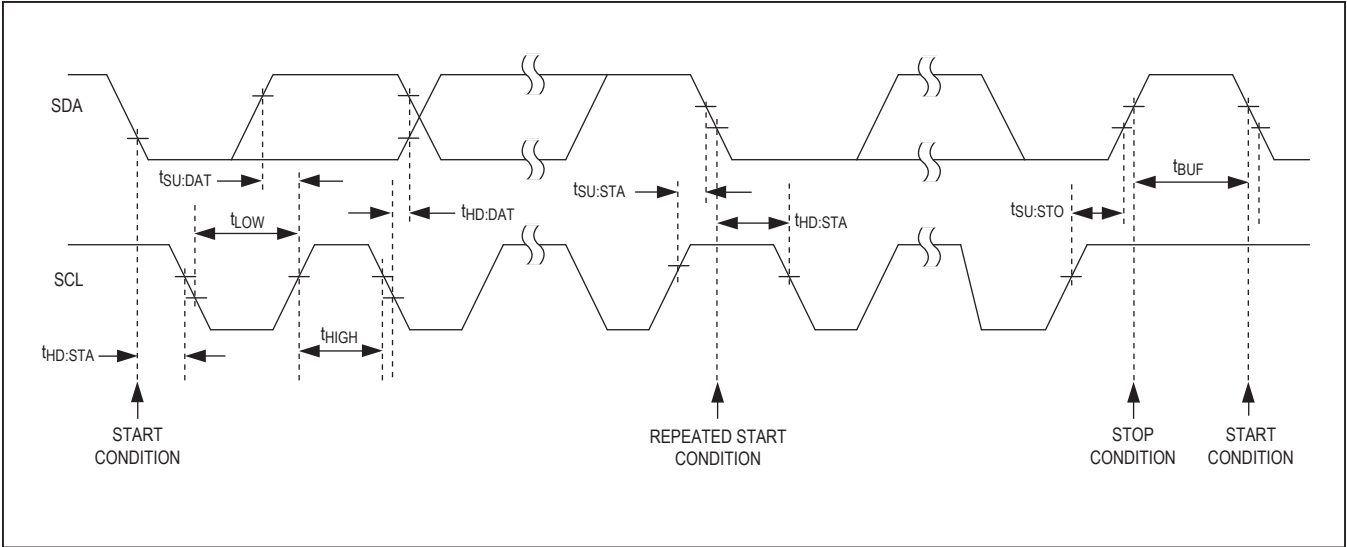 SDA
tSU:DAT
tLOW
tHD:DAT
tSU:STA
tHD:STA
tSU:STO
tBUF
SCL
tHD:STA
tHIGH
START
CONDITION
REPEATED START
CONDITION
STOP
CONDITION
START
CONDITION